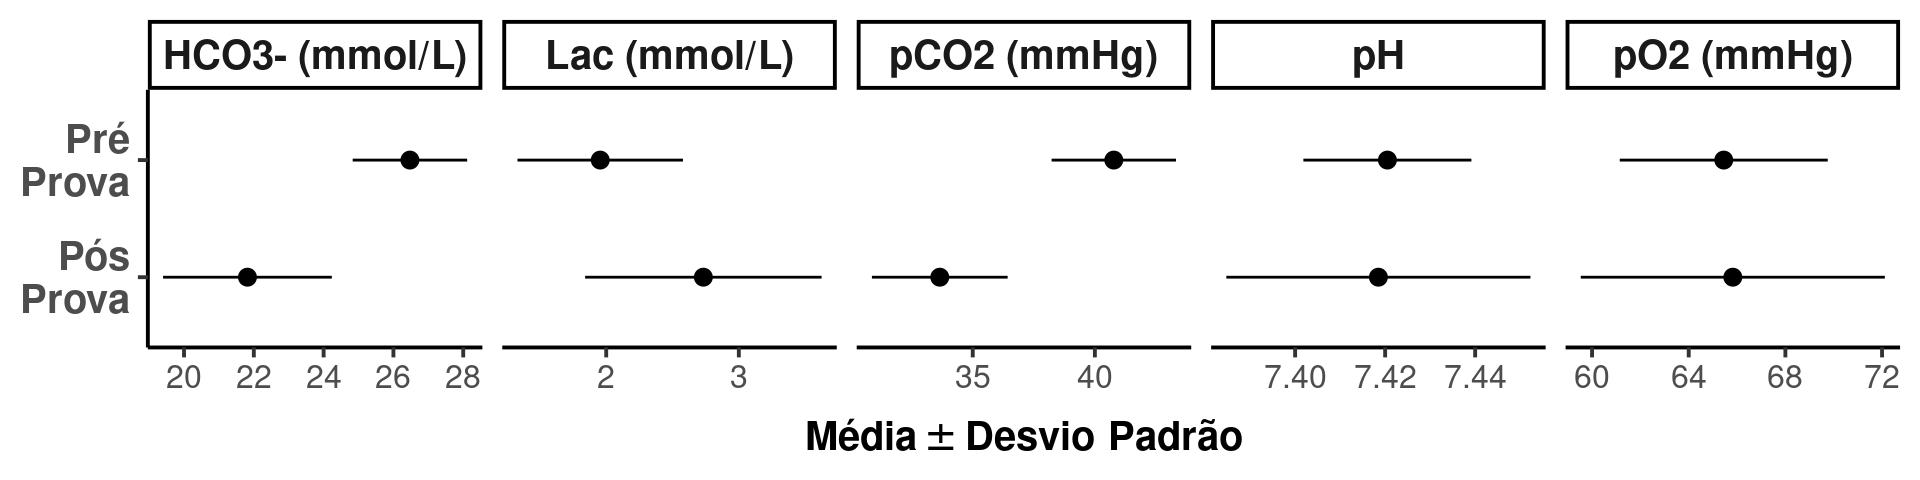 HCO3- (mmol/L) Lac (mmol/L) pCO2 (mmHg) pH pO2 (mmHg)
Pré
Prova
Pós
Prova
20 22 24 26 28 2 3 35 40 7.40 7.42 7.44 60 64 68 72
Média ± Desvio Padrão